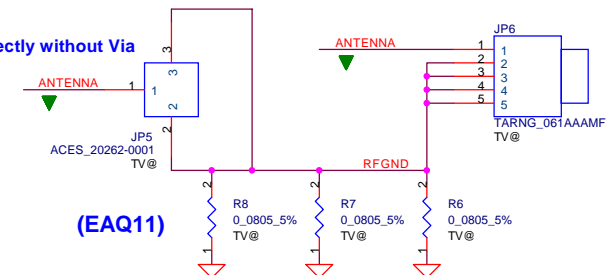 ectly without Via
3
3
ANTENNA
1
1
2
2
JP5
ACES_20262-0001
TV@
ANTENNA
JP6
1
1
2
2
3
3
4
4
5
5
TARNG_061AAAMF
TV@
RFGND
2
R8
0_0805_5%
TV@
1
2
R7
0_0805_5%
TV@
1
2
R6
0_0805_5%
TV@
1
(EAQ11)